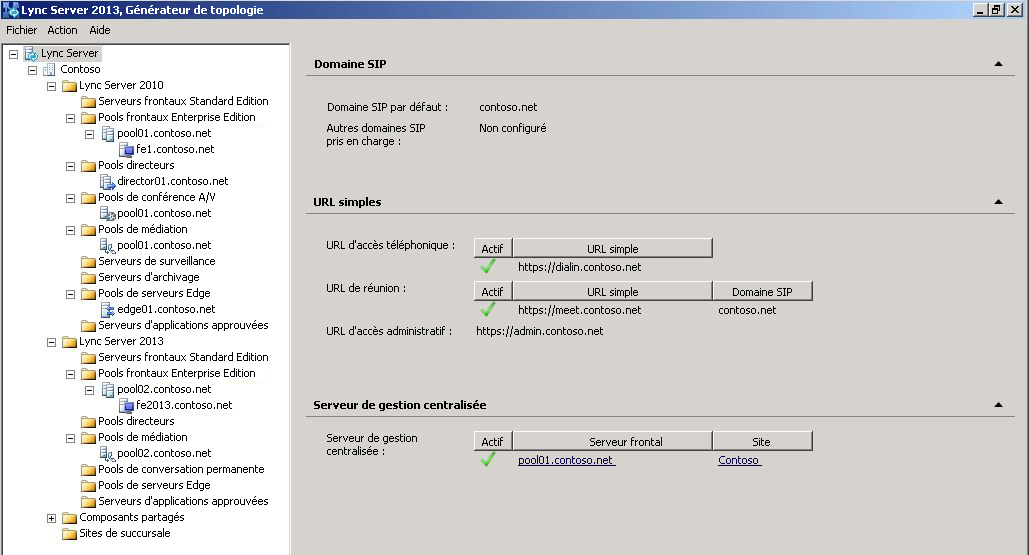 Lync Server 2013, Générateur de topologie
Fichier Action Aide
Lync Server
Contoso
Lync Server 2010
Serveurs frontaux Standard Edition
Pools frontaux Enterprise Edition
pool01.contoso.net
fe1.contoso.net
Pools directeurs
director01.contoso.net
Pools de conférence A/V
pool01.contoso.net
Pools de médiation
pool01.contoso.net
Serveurs de surveillance
Serveurs d'archivage
Pools de serveurs Edge
edge01.contoso.net
Serveurs d'applications approuvées
Lync Server 2013
Serveurs frontaux Standard Edition
Pools frontaux Enterprise Edition
pool02.contoso.net
fe2013.contoso.net
Pools directeurs
Pools de médiation
pool02.contoso.net
Pools de conversation permanente
Pools de serveurs Edge
Serveurs d'applications approuvées
Composants partagés
Sites de succursale
Domaine SIP
Domaine SIP par défaut : contoso.net
Autres domaines SIP Non configuré
pris en charge :
URL simples
URL d'accès téléphonique : Actif URL simple
https://dialin.contoso.net
URL de réunion : Actif URL simple Domaine SIP
https://meet.contoso.net contoso.net
URL d'accès administratif : https://admin.contoso.net
Serveur de gestion centralisée
Serveur de gestion Actif Serveur frontal Site
centralisée : pool01.contoso.net Contoso